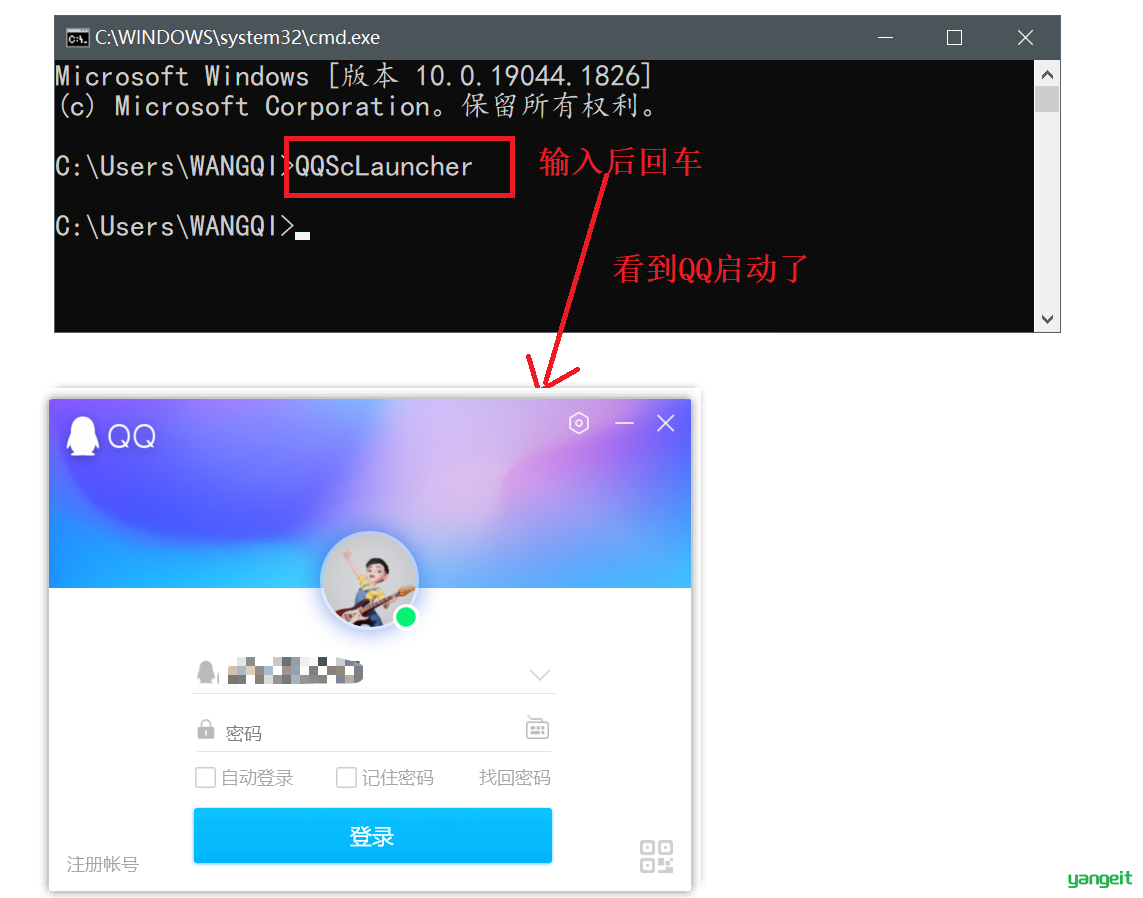 C:\WINDOWS\system32\cmd.exe
Microsoft Windows [版本 10.0.19044.1826]
(c) Microsoft Corporation。保留所有权利。
C:\Users\WANGQI>QQScLauncher
输入后回车
C:\Users\WANGQI>
看到QQ启动了
QQ
密码
自动登录 记住密码 找回密码
登录
注册帐号
yangeit